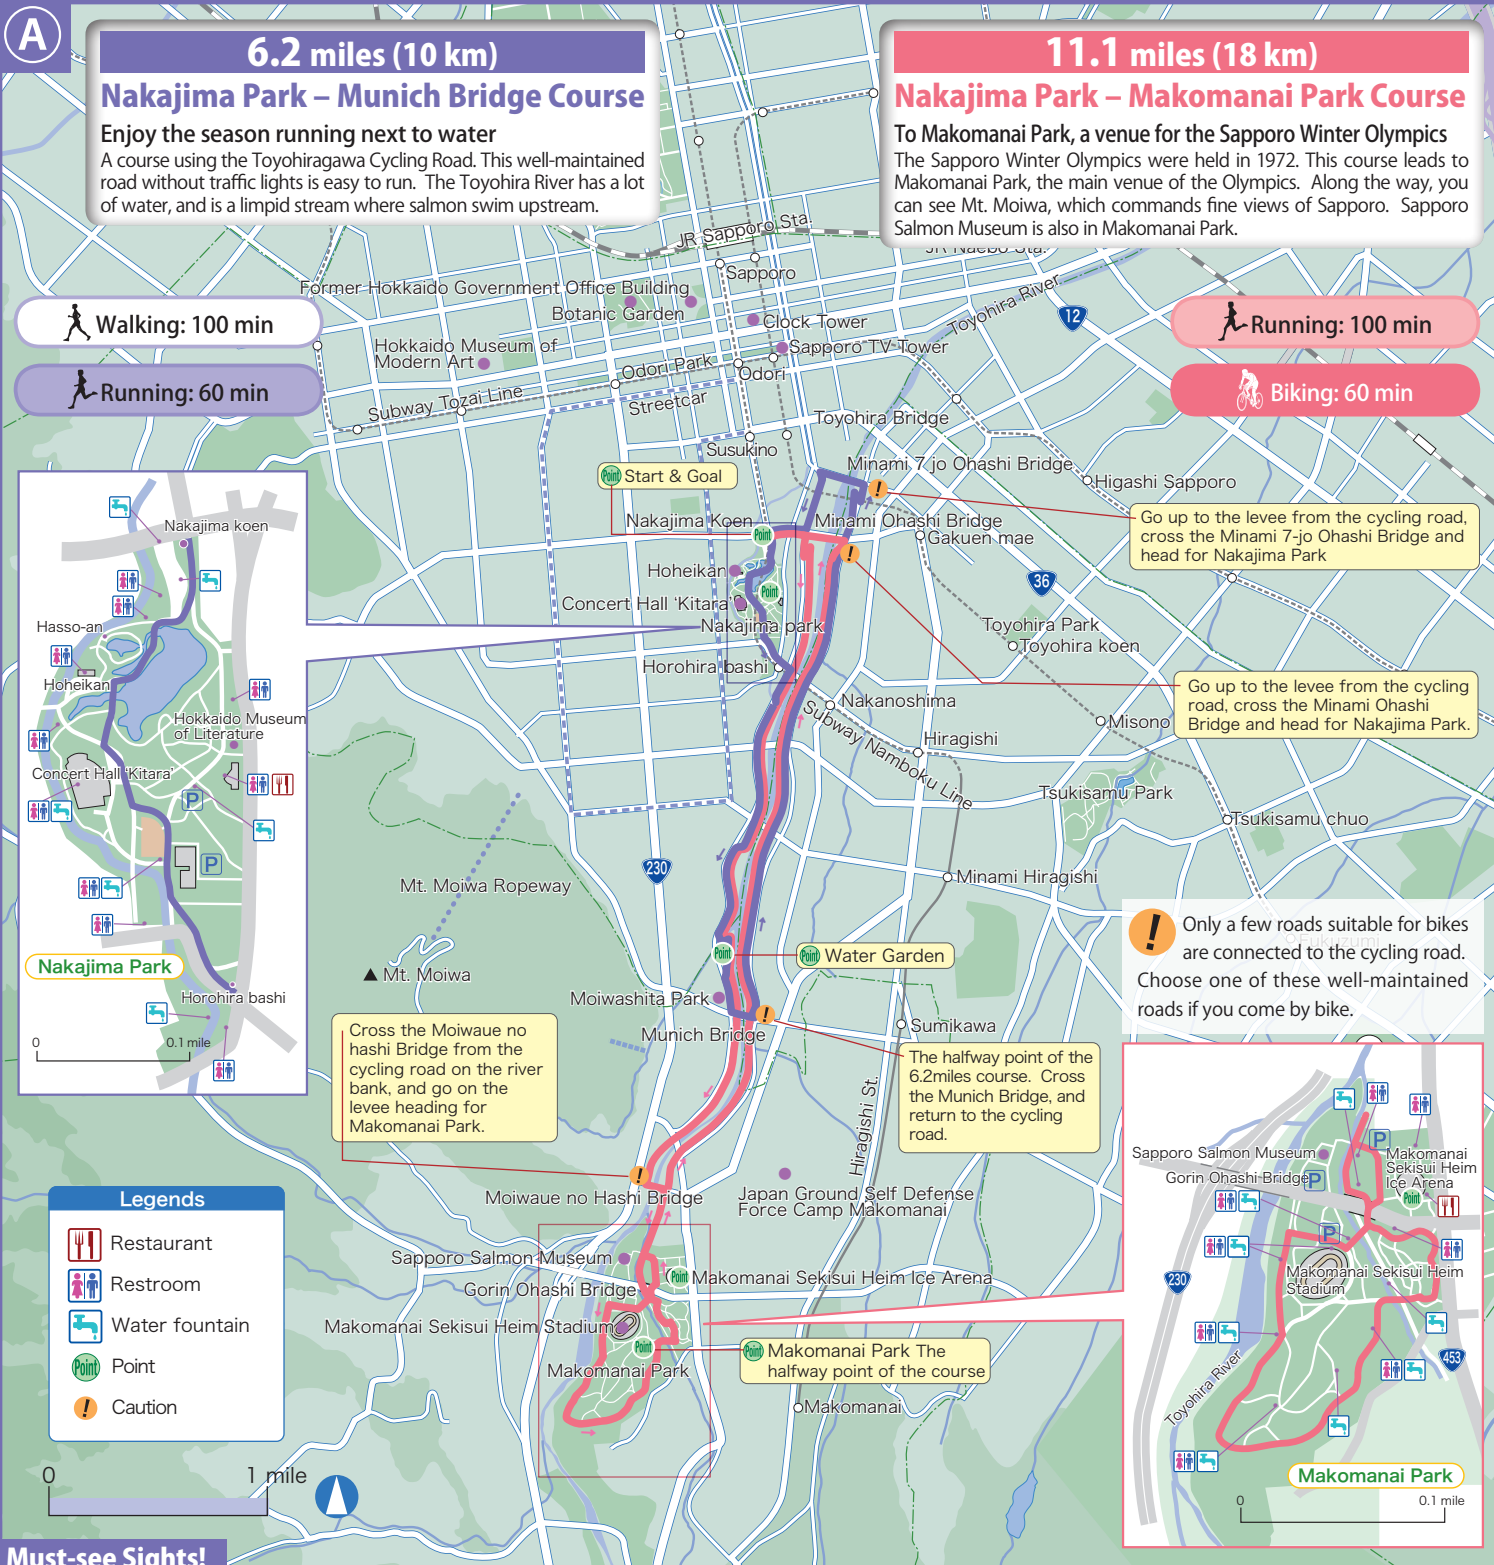 A
6.2 miles (10 km)
Nakajima Park – Munich Bridge Course
Enjoy the season running next to water
A course using the Toyohiragawa Cycling Road. This well-maintained
road without traffic lights is easy to run. The Toyohira River has a lot
of water, and is a limpid stream where salmon swim upstream.
11.1 miles (18 km)
Nakajima Park – Makomanai Park Course
To Makomanai Park, a venue for the Sapporo Winter Olympics
The Sapporo Winter Olympics were held in 1972. This course leads to
Makomanai Park, the main venue of the Olympics. Along the way, you
can see Mt. Moiwa, which commands fine views of Sapporo. Sapporo
Salmon Museum is also in Makomanai Park.
Walking: 100 min
Running: 60 min
Running: 100 min
Biking: 60 min
JR Sapporo Sta.
JR Naebo Sta.
Sapporo
Former Hokkaido Government Office Building
Botanic Garden
Clock Tower
Toyohira River
12
Hokkaido Museum of
Modern Art
Sapporo TV Tower
Odori Park
Odori
Subway Tozai Line
Streetcar
Toyohira Bridge
Susukino
Minami 7 jo Ohashi Bridge
Higashi Sapporo
Point Start & Goal
Nakajima Koen
Point
Minami Ohashi Bridge
Gakuen mae
Go up to the levee from the cycling road,
cross the Minami 7-jo Ohashi Bridge and
head for Nakajima Park
36
Hoheikan
Point
Concert Hall ‘Kitara’
Nakajima park
Toyohira Park
Toyohira koen
Horohira bashi
Nakanoshima
Misono
Go up to the levee from the cycling
road, cross the Minami Ohashi
Bridge and head for Nakajima Park.
Subway Namboku Line
Hiragishi
Tsukisamu Park
Tsukisamu chuo
230
Minami Hiragishi
Mt. Moiwa Ropeway
Mt. Moiwa
Point
Point Water Garden
Fukuzumi
! Only a few roads suitable for bikes
are connected to the cycling road.
Choose one of these well-maintained
roads if you come by bike.
Moiwashita Park
Munich Bridge
Sumikawa
Cross the Moiwaue no
hashi Bridge from the
cycling road on the river
bank, and go on the
levee heading for
Makomanai Park.
The halfway point of the
6.2miles course. Cross
the Munich Bridge, and
return to the cycling
road.
Hiragishi St.
Moiwaue no Hashi Bridge
Japan Ground Self Defense
Force Camp Makomanai
Sapporo Salmon Museum
Gorin Ohashi Bridge
Point Makomanai Sekisui Heim Ice Arena
Makomanai Sekisui Heim Stadium
Point
Makomanai Park
Point Makomanai Park The
halfway point of the course
Makomanai
Nakajima koen
Hasso-an
Hoheikan
Hokkaido Museum
of Literature
Concert Hall ‘Kitara’
P
P
Nakajima Park
Horohira bashi
0 0.1 mile
Legends
Restaurant
Restroom
Water fountain
Point Point
! Caution
0 1 mile
Sapporo Salmon Museum
Gorin Ohashi Bridge
P
P
P
Makomanai
Sekisui Heim
Ice Arena
Point
230
Makomanai Sekisui Heim
Stadium
Toyohira River
453
Makomanai Park
0 0.1 mile
Must-see Sights!